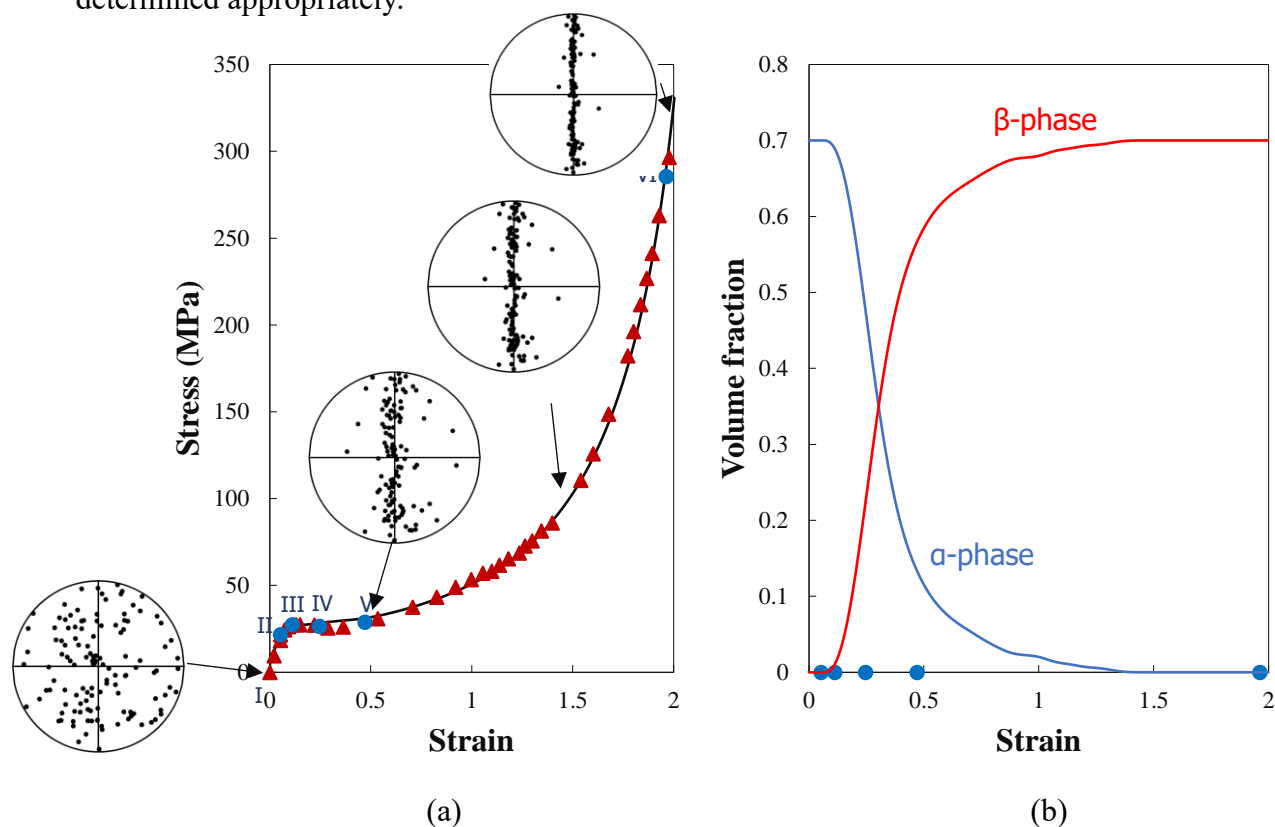 determined appropriately.
350
300
250
200
150
100
50
0
Stress (MPa)
I
II
III
IV
V
VI
0
0.5
1
1.5
2
Strain
(a)
0.8
0.7
0.6
0.5
0.4
0.3
0.2
0.1
0
Volume fraction
β-phase
α-phase
0
0.5
1
1.5
2
Strain
(b)